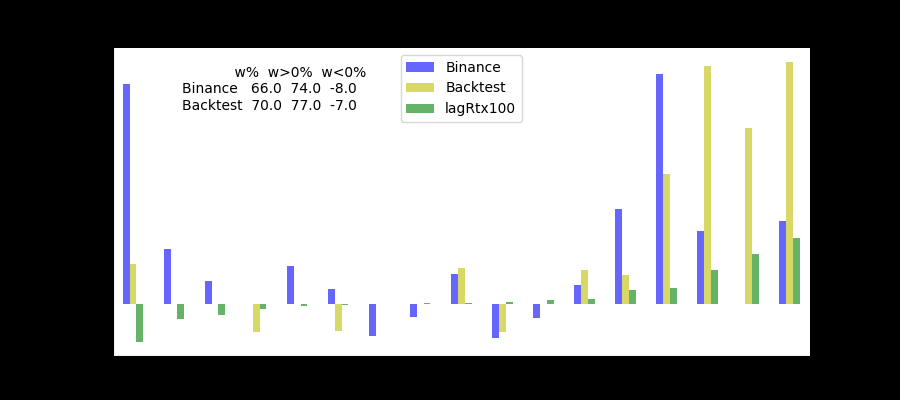 w% w>0% w<0%
Binance 66.0 74.0 -8.0
Backtest 70.0 77.0 -7.0
Binance
Backtest
lagRtx100